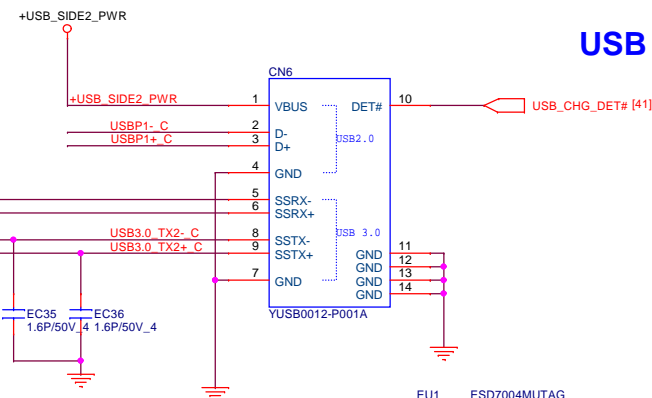 +USB_SIDE2_PWR
USB
CN6
+USB_SIDE2_PWR 1 VBUS DET# 10 USB_CHG_DET# [41]
USBP1-_C 2 D-
USBP1+_C 3 D+ USB2.0
4 GND
5 SSRX-
6 SSRX+
USB3.0_TX2-_C 8 SSTX- USB 3.0
USB3.0_TX2+_C 9 SSTX+ GND 11
GND 12
7 GND GND 13
GND 14
YUSB0012-P001A
EC35 EC36
1.6P/50V_4 1.6P/50V_4
EU1 ESD7004MUTAG